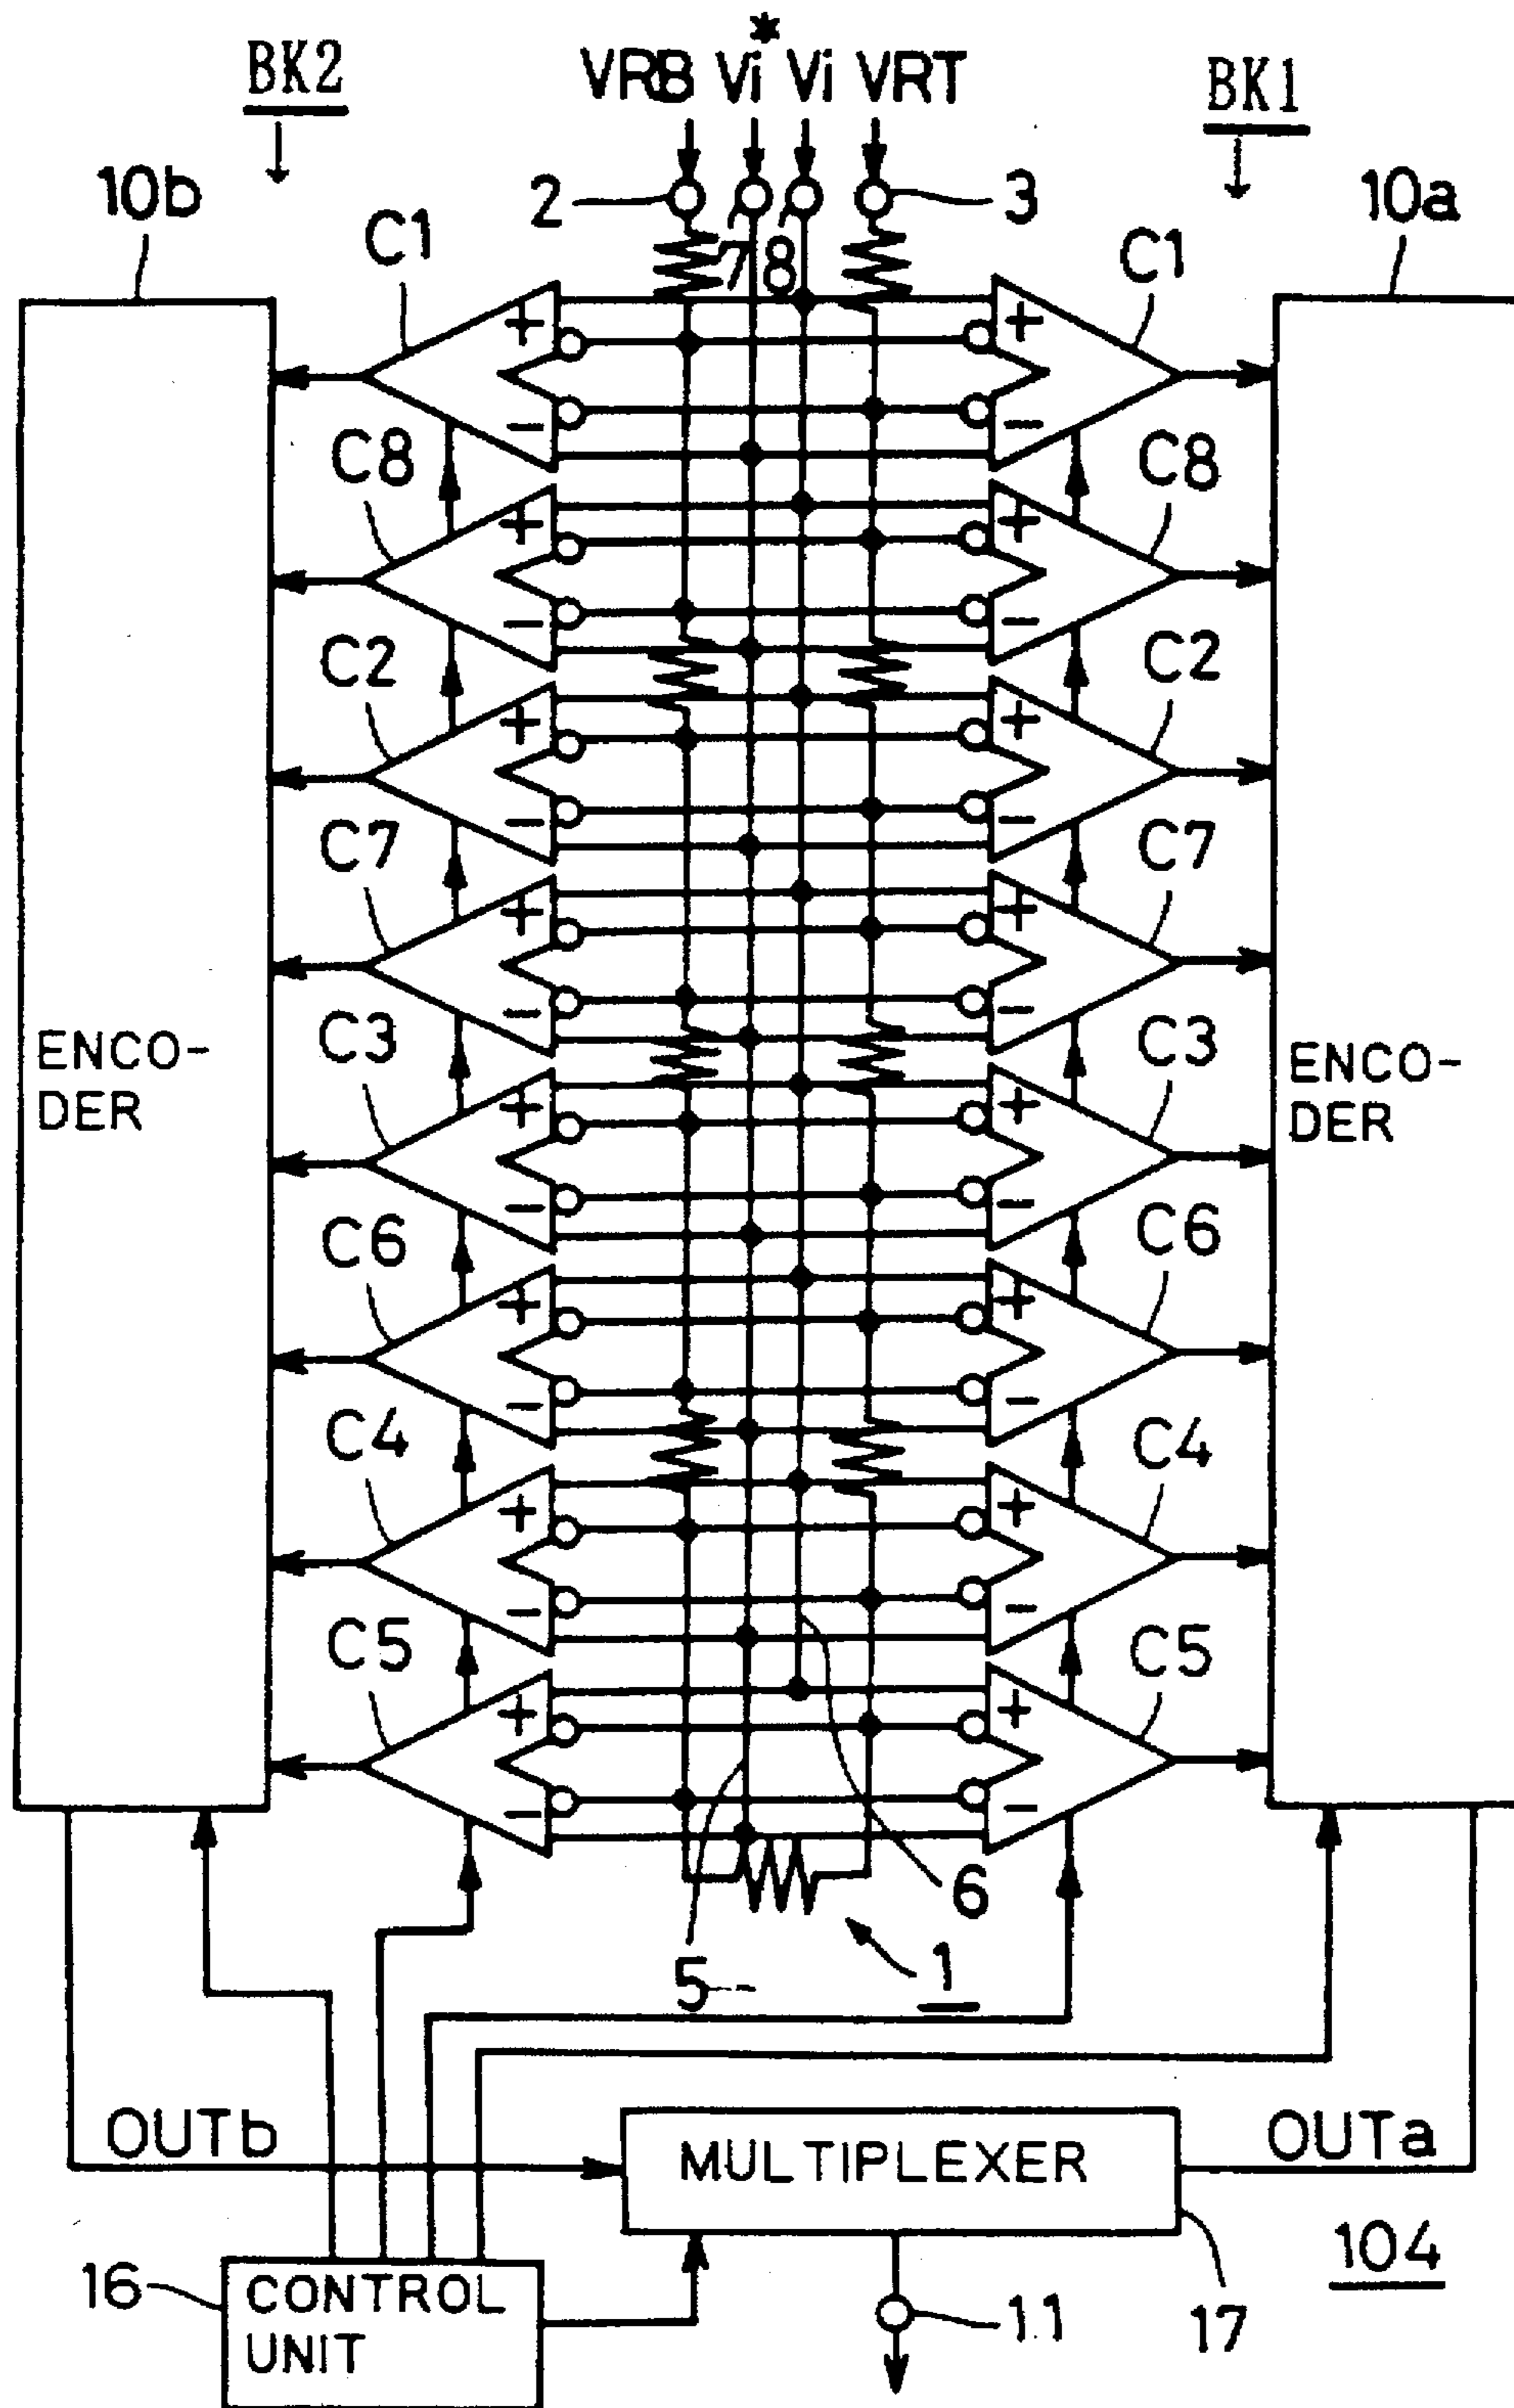 BK2
VRB Vi* Vi VRT
BK1
10b
2
3
10a
7 8
C1
C1
+ +
- -
C8
C8
+ +
- -
C2
C2
+ +
- -
C7
C7
+ +
- -
C3
C3
+ +
- -
C6
C6
+ +
- -
C4
C4
+ +
- -
C5
C5
+ +
- -
ENCO-
DER
ENCO-
DER
6
5
1
OUTb
MULTIPLEXER
OUTa
104
16
CONTROL
UNIT
11
17